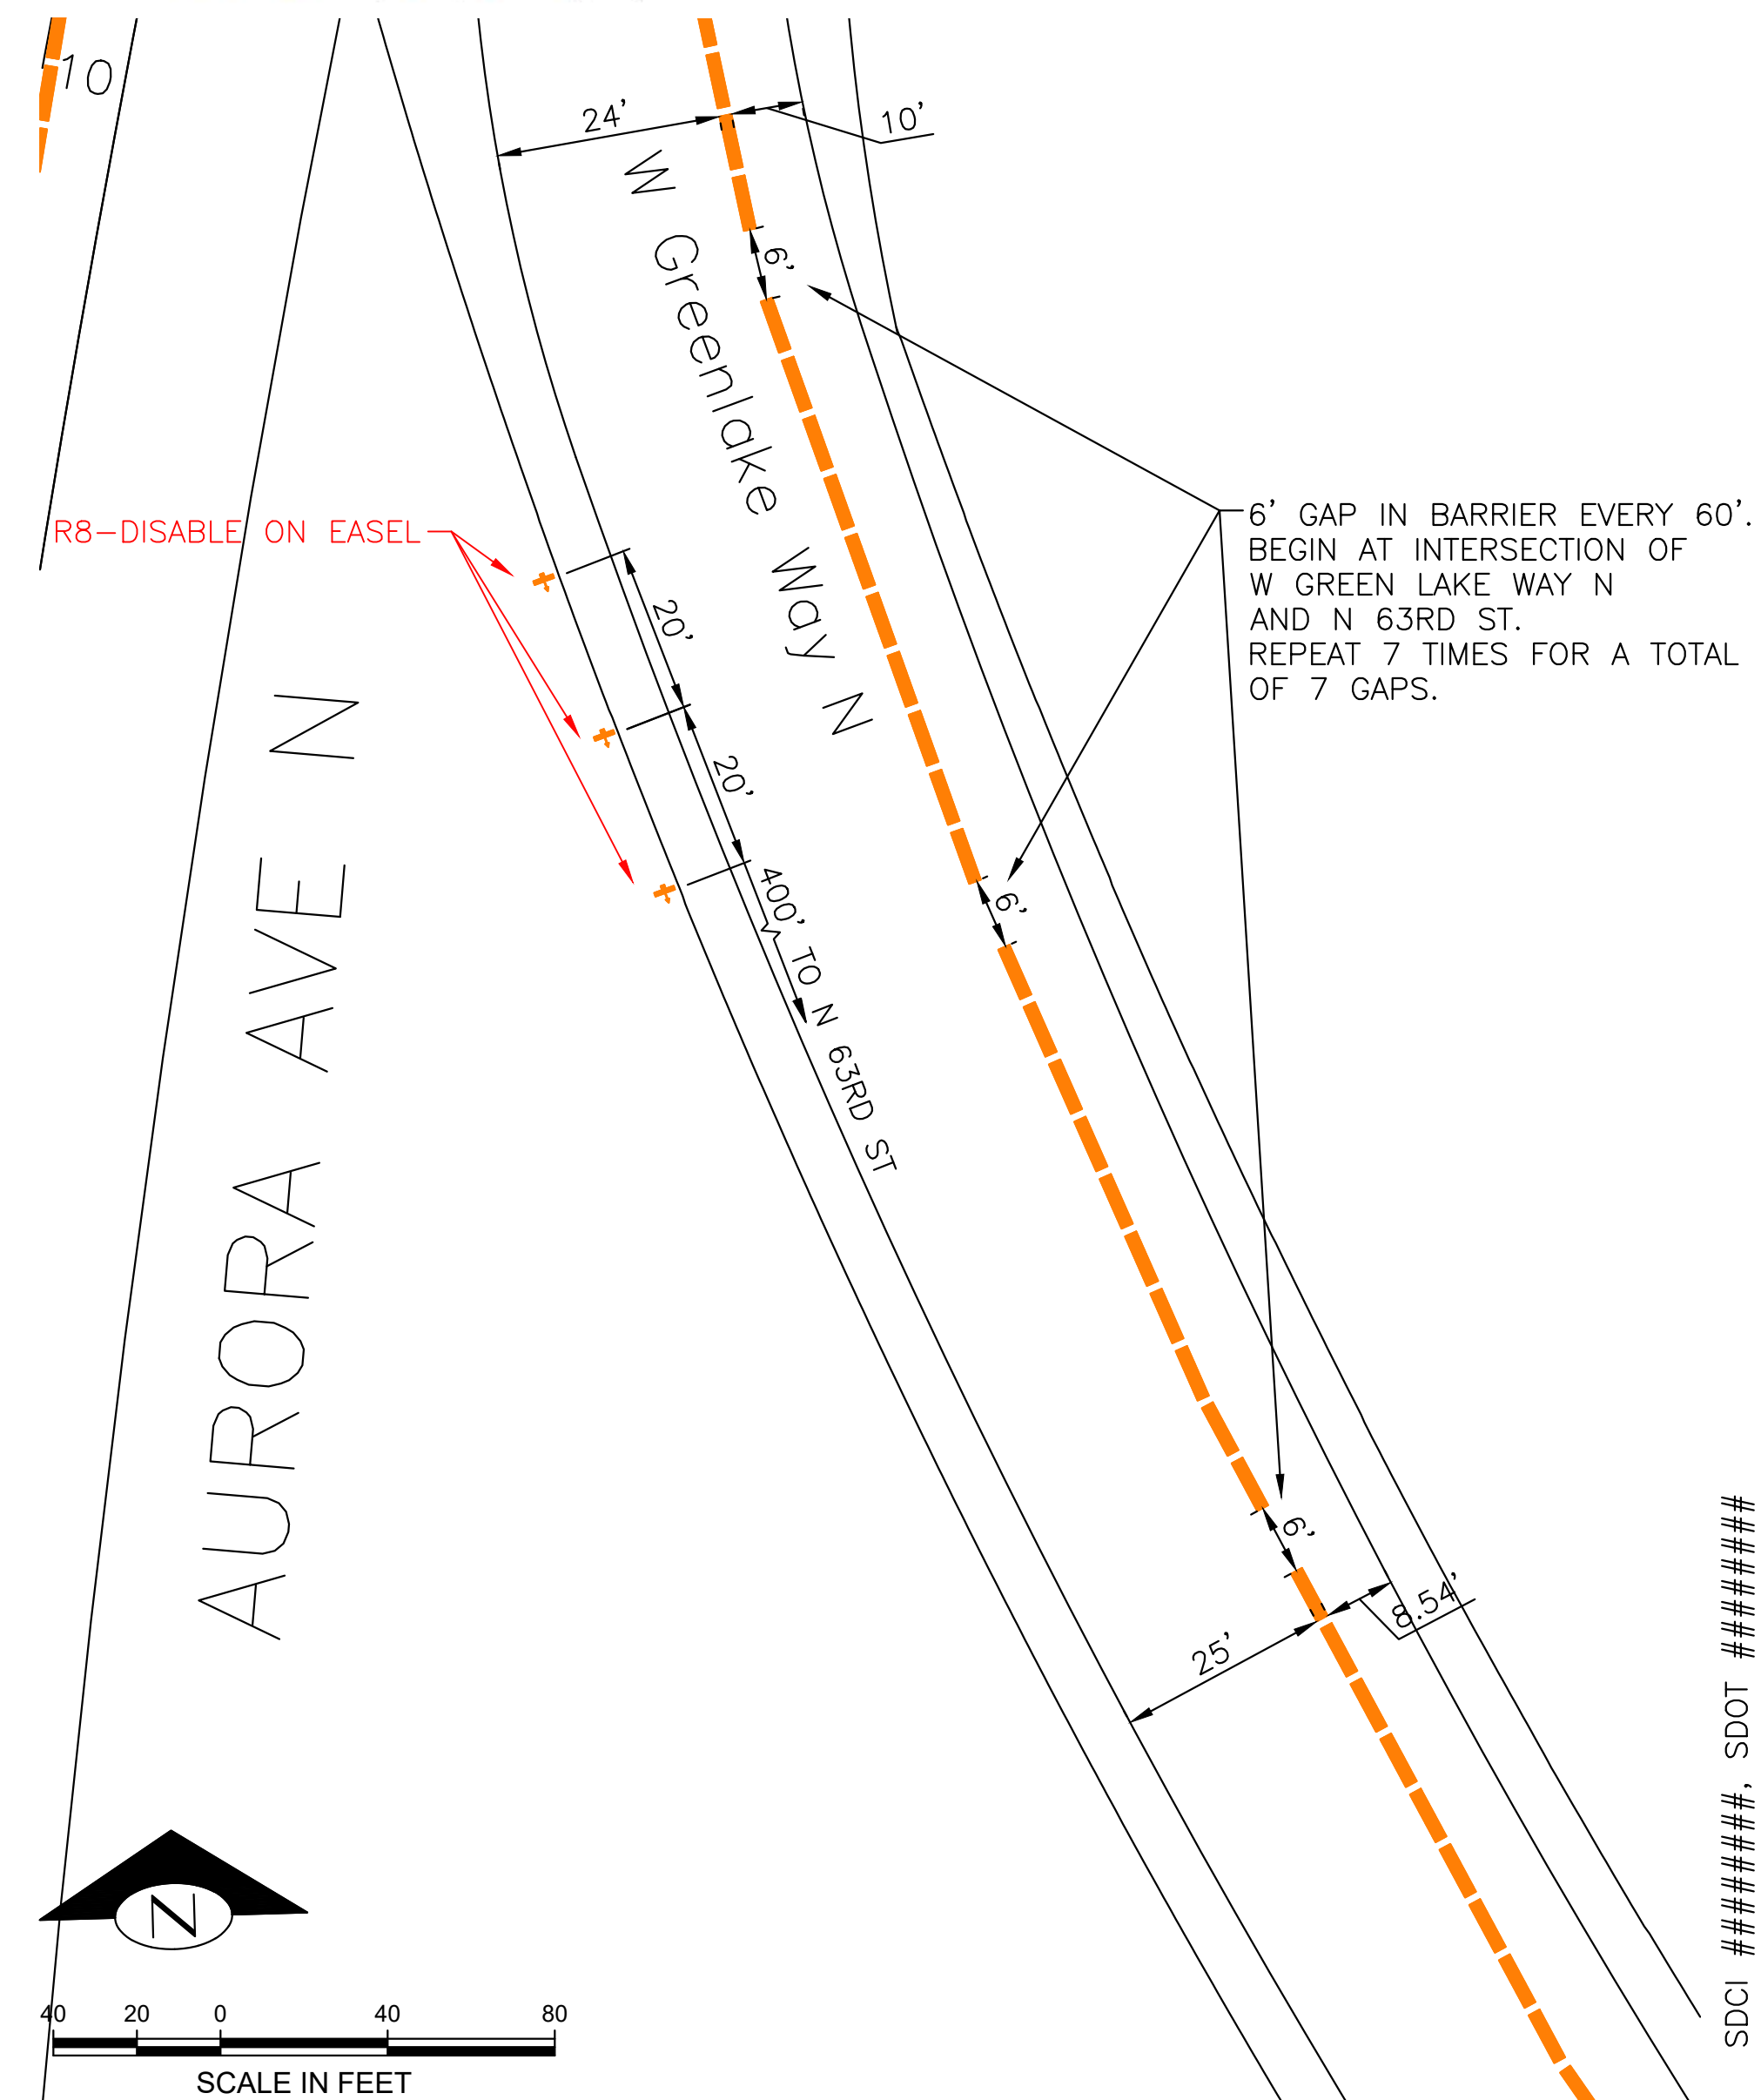 10
24'
10'
W Greenlake Way N
6'
R8-DISABLE ON EASEL
6' GAP IN BARRIER EVERY 60'.
BEGIN AT INTERSECTION OF
W GREEN LAKE WAY N
AND N 63RD ST.
REPEAT 7 TIMES FOR A TOTAL
OF 7 GAPS.
20'
20'
400' TO N 63RD ST
6'
AURORA AVE N
6'
8.54'
25'
SDCI #######, SDOT #######
N
40 20 0 40 80
SCALE IN FEET